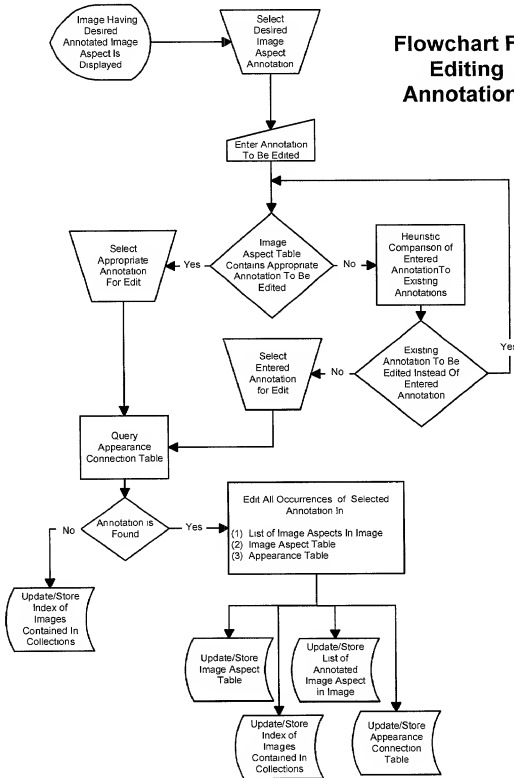 Image Having
Desired
Annotated Image
Aspect Is
Displayed
Select
Desired
Image
Aspect
Annotation
Flowchart F
Editing
Annotation
Enter Annotation
To Be Edited
Image
Aspect Table
Contains Appropriate
Annotation To Be
Edited
Yes
No
Select
Appropriate
Annotation
For Edit
Heuristic
Comparison of
Entered
AnnotationTo
Existing
Annotations
Existing
Annotation To Be
Edited Instead Of
Entered
Annotation
Yes
No
Select
Entered
Annotation
for Edit
Query
Appearance
Connection Table
Annotation is
Found
No
Yes
Edit All Occurrences of Selected
Annotation In
(1) List of Image Aspects In Image
(2) Image Aspect Table
(3) Appearance Table
Update/Store
Index of
Images
Contained In
Collections
Update/Store
Image Aspect
Table
Update/Store
List of
Annotated
Image Aspect
in Image
Update/Store
Index of
Images
Contained In
Collections
Update/Store
Appearance
Connection
Table